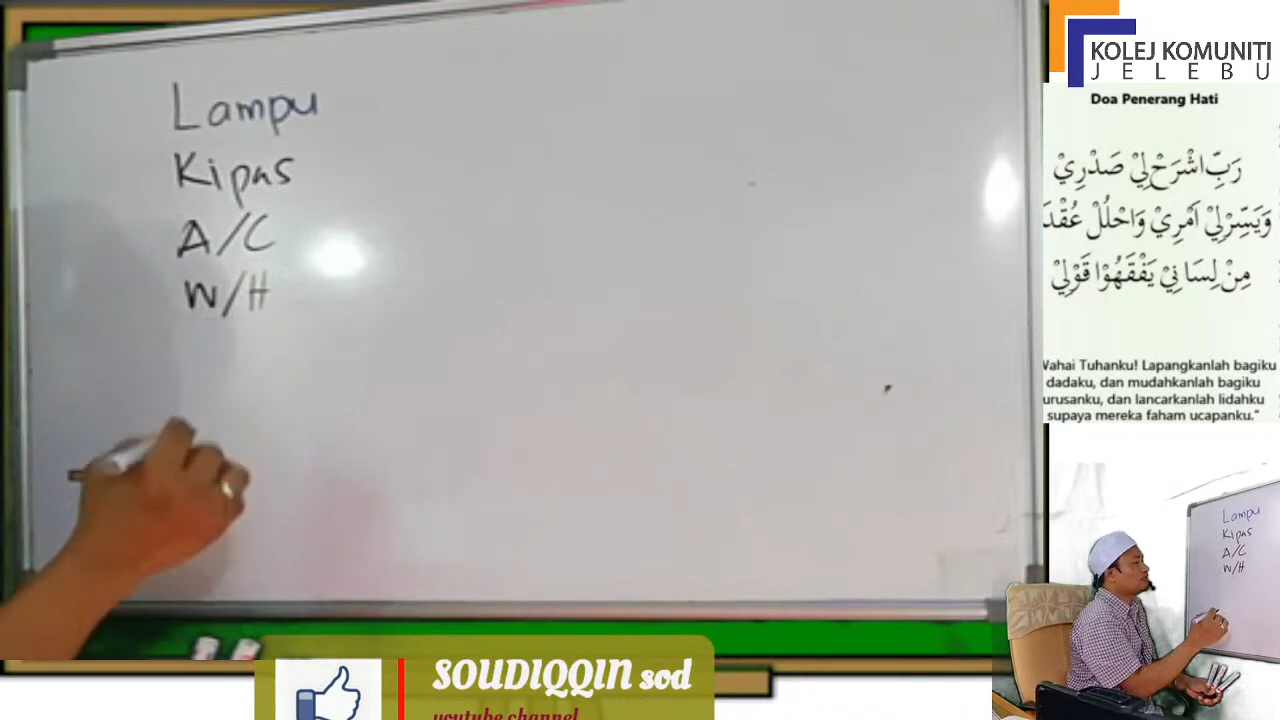 Lampu
Kipas
A/C
W/H
KOLEJ KOMUNITI
JELEBU
Doa Penerang Hati
رَبِّ اشْرَحْ لِيْ صَدْرِيْ
وَيَسِّرْلِيْ اَمْرِيْ وَاحْلُلْ عُقْدَ
مِنْ لِسَانِيْ يَفْقَهُوْا قَوْلِيْ
Wahai Tuhanku! Lapangkanlah bagiku
dadaku, dan mudahkanlah bagiku
urusanku, dan lancarkanlah lidahku
supaya mereka faham ucapanku."
Lampu
Kipas
A/C
W/H
SOUDIQQIN sod
youtube channel